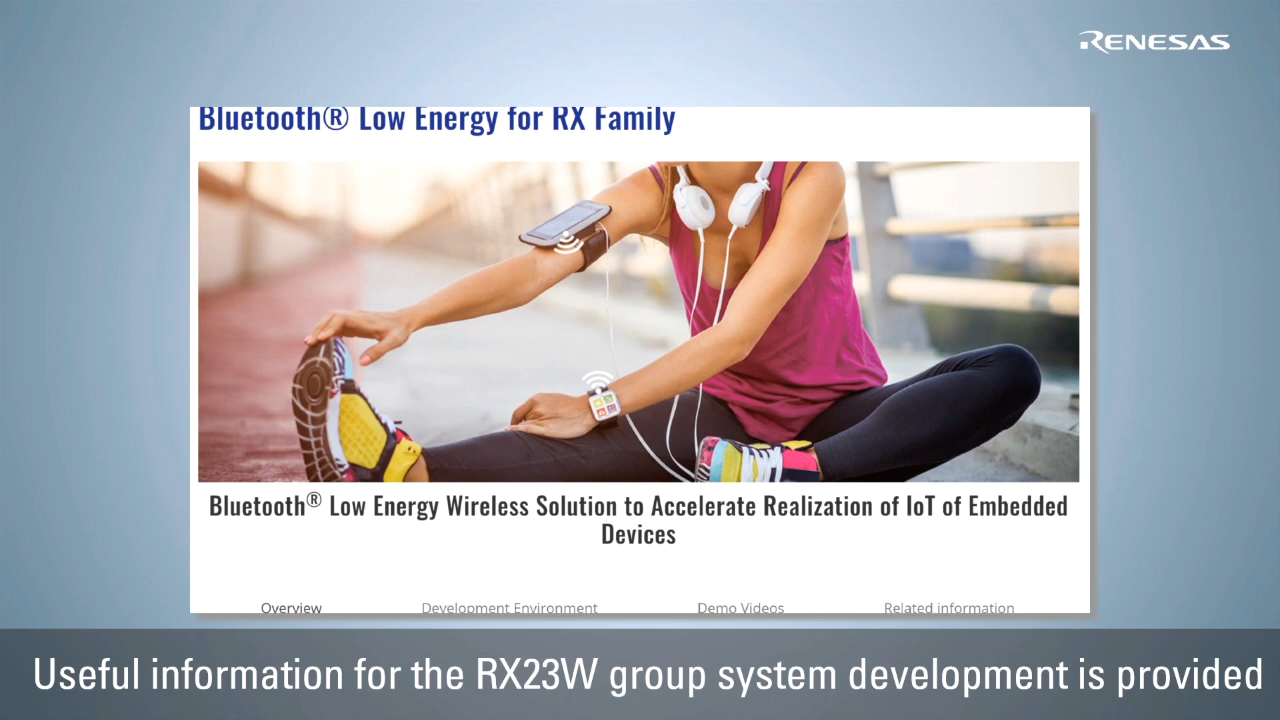 RENESAS
Bluetooth® Low Energy for RX Family
Bluetooth® Low Energy Wireless Solution to Accelerate Realization of IoT of Embedded
Devices
Overview Development Environment Demo Videos Related information
Useful information for the RX23W group system development is provided